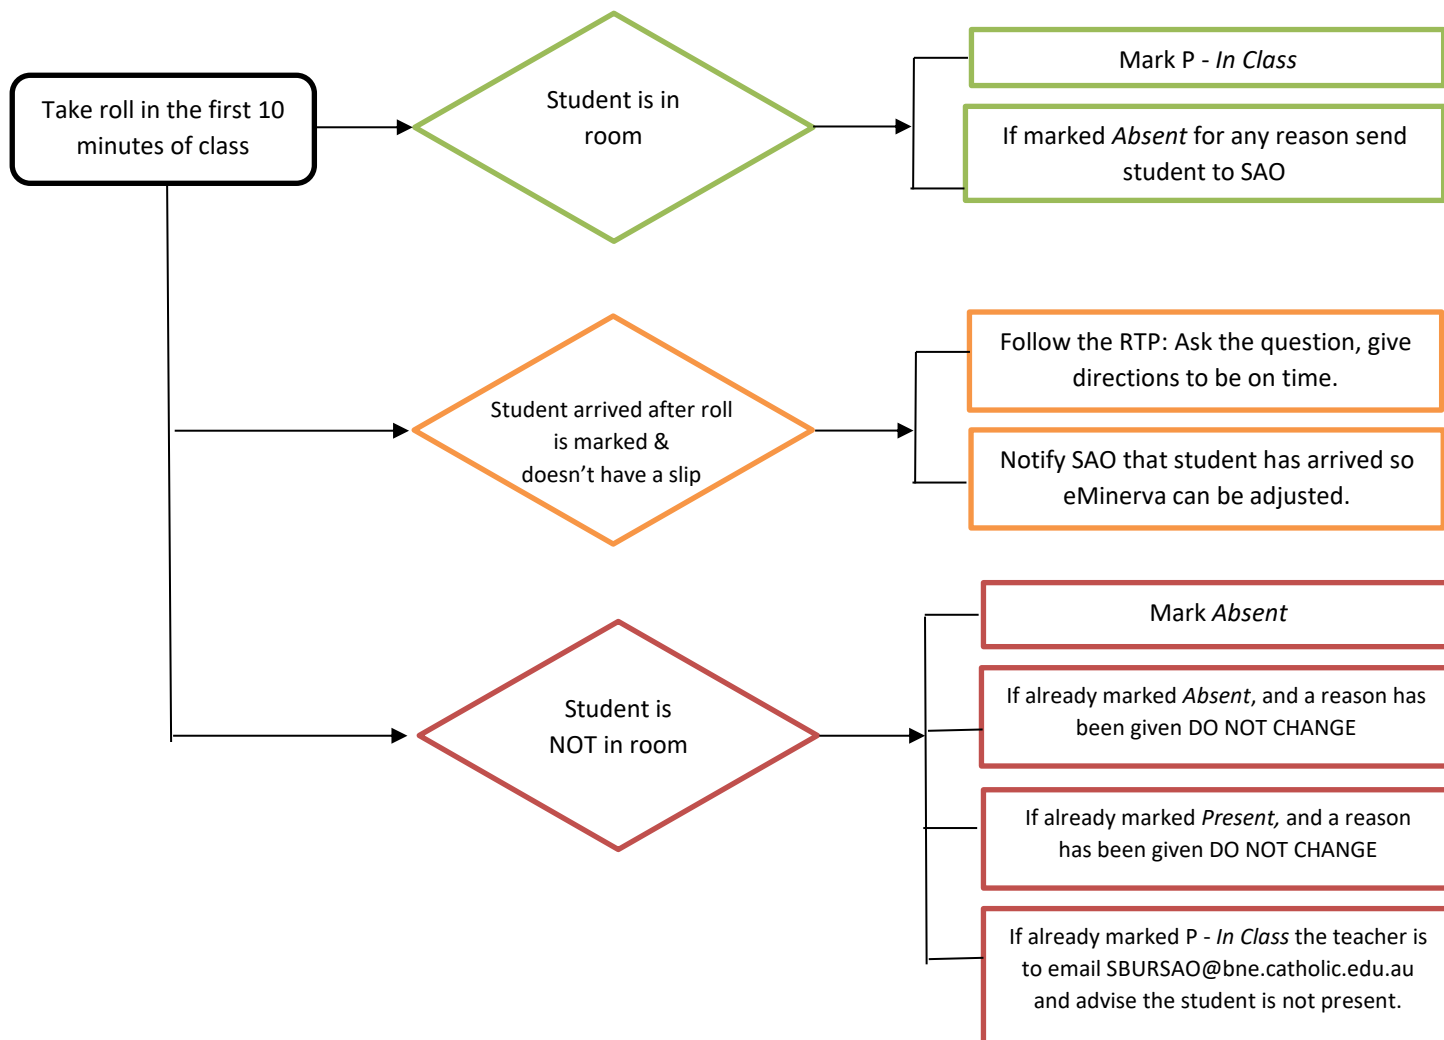 Take roll in the first 10
minutes of class
Student is in
room
Mark P - In Class
If marked Absent for any reason send
student to SAO
Student arrived after roll
is marked &
doesn’t have a slip
Follow the RTP: Ask the question, give
directions to be on time.
Notify SAO that student has arrived so
eMinerva can be adjusted.
Student is
NOT in room
Mark Absent
If already marked Absent, and a reason has
been given DO NOT CHANGE
If already marked Present, and a reason
has been given DO NOT CHANGE
If already marked P - In Class the teacher is
to email SBURSAO@bne.catholic.edu.au
and advise the student is not present.